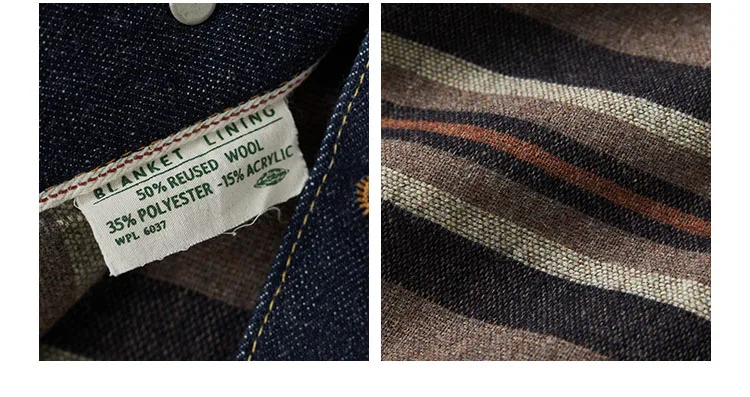 BLANKET LINING
50% REUSED WOOL
35% POLYESTER -15% ACRYLIC
WPL 6037